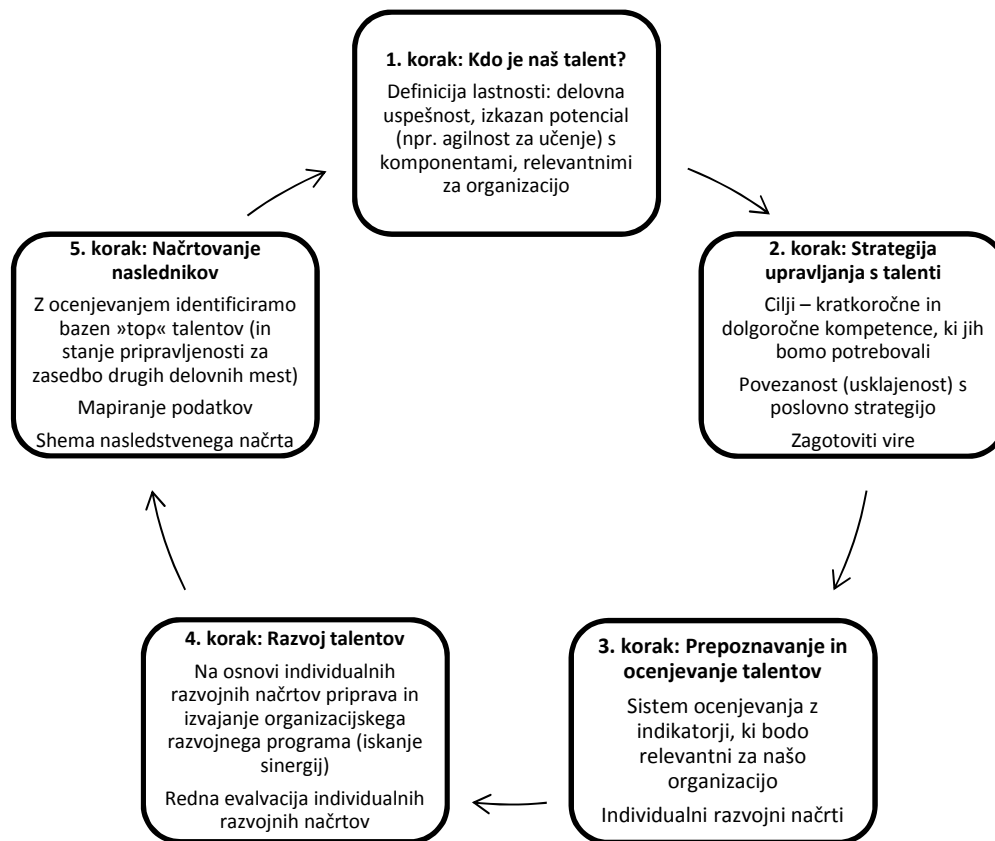 1. korak: Kdo je naš talent?
Definicija lastnosti: delovna
uspešnost, izkazan potencial
(npr. agilnost za učenje) s
komponentami, relevantnimi
za organizacijo
2. korak: Strategija
upravljanja s talenti
Cilji – kratkoročne in
dolgoročne kompetence, ki jih
bomo potrebovali
Povezanost (usklajenost) s
poslovno strategijo
Zagotoviti vire
3. korak: Prepoznavanje in
ocenjevanje talentov
Sistem ocenjevanja z
indikatorji, ki bodo
relevantni za našo
organizacijo
Individualni razvojni načrti
4. korak: Razvoj talentov
Na osnovi individualnih
razvojnih načrtov priprava in
izvajanje organizacijskega
razvojnega programa (iskanje
sinergij)
Redna evalvacija individualnih
razvojnih načrtov
5. korak: Načrtovanje
naslednikov
Z ocenjevanjem identificiramo
bazen »top« talentov (in
stanje pripravljenosti za
zasedbo drugih delovnih mest)
Mapiranje podatkov
Shema nasledstvenega načrta